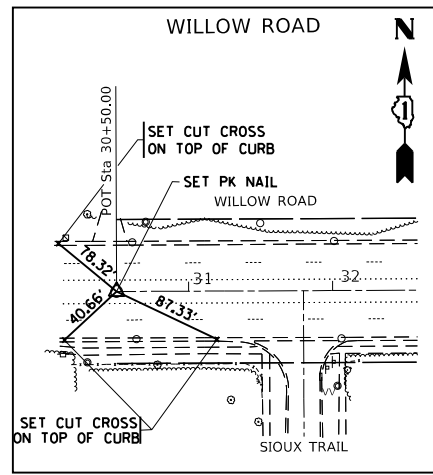 WILLOW ROAD
N
1
POT Sta 30+50.00
SET CUT CROSS
ON TOP OF CURB
SET PK NAIL
WILLOW ROAD
78.32'
31
32
40.66'
87.33'
SET CUT CROSS
ON TOP OF CURB
SIOUX TRAIL